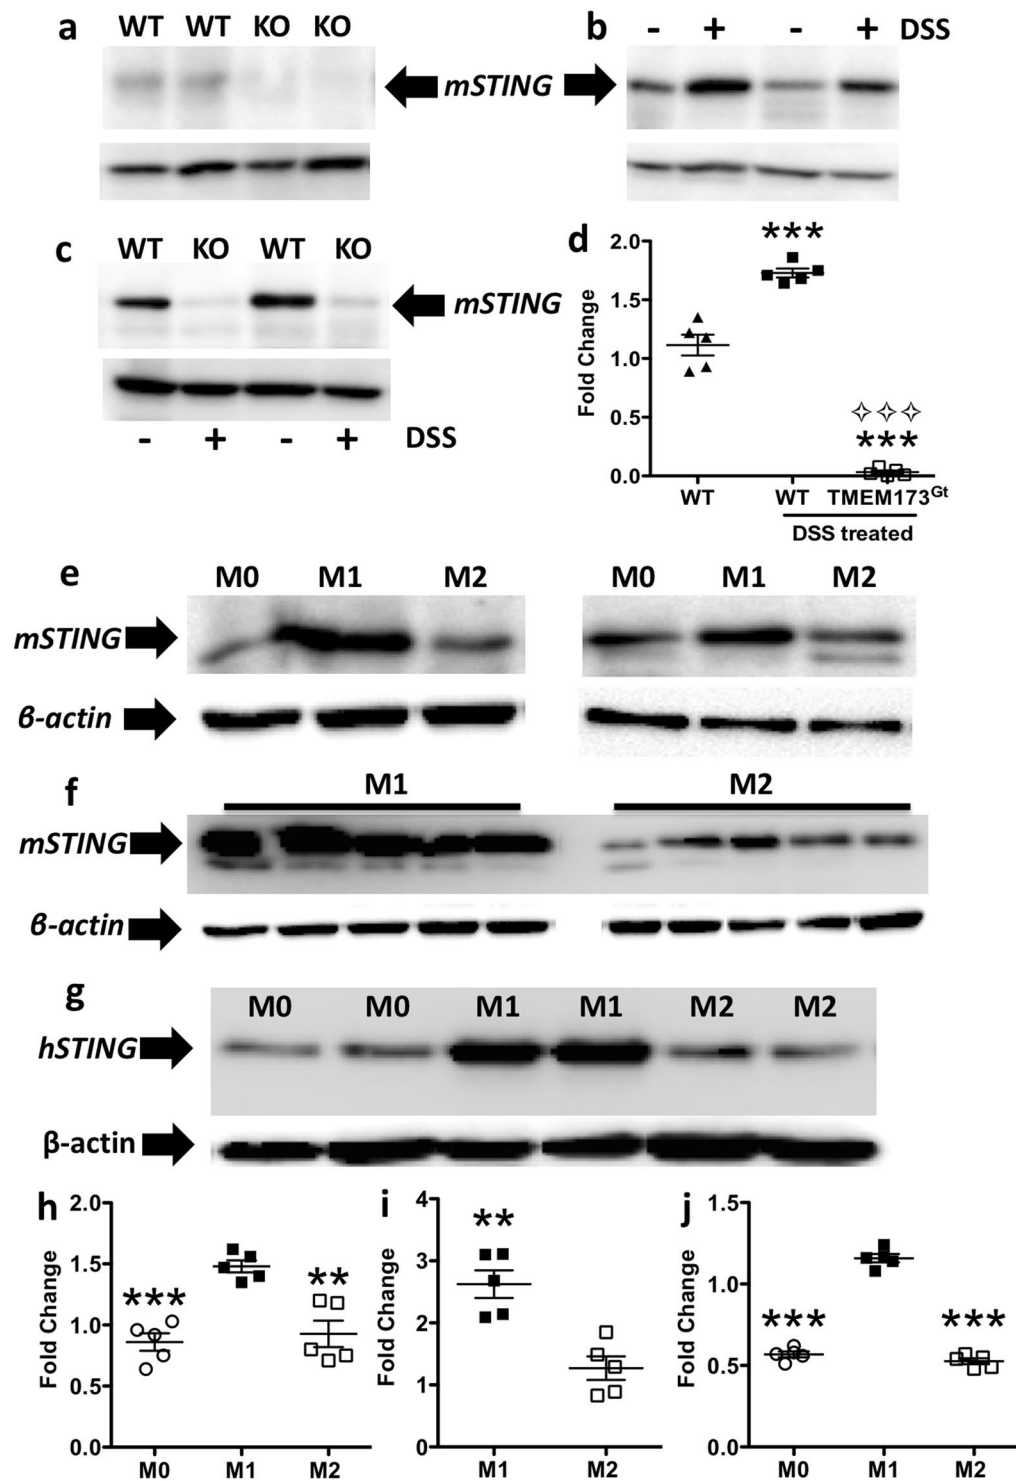 a WT WT KO KO
mSTING
b - + - + DSS
c WT KO WT KO
mSTING
- + - + DSS
d
Fold Change
2.0
1.5
1.0
0.5
0.0
***
✧✧✧
***
WT WT TMEM173Gt
DSS treated
e
M0 M1 M2
M0 M1 M2
mSTING
β-actin
f
M1 M2
mSTING
β-actin
g
M0 M0 M1 M1 M2 M2
hSTING
β-actin
h
Fold Change
2.0
1.5
1.0
0.5
0.0
*** **
M0 M1 M2
i
Fold Change
4
3
2
1
0
**
M1 M2
j
Fold Change
1.5
1.0
0.5
0.0
*** ***
M0 M1 M2